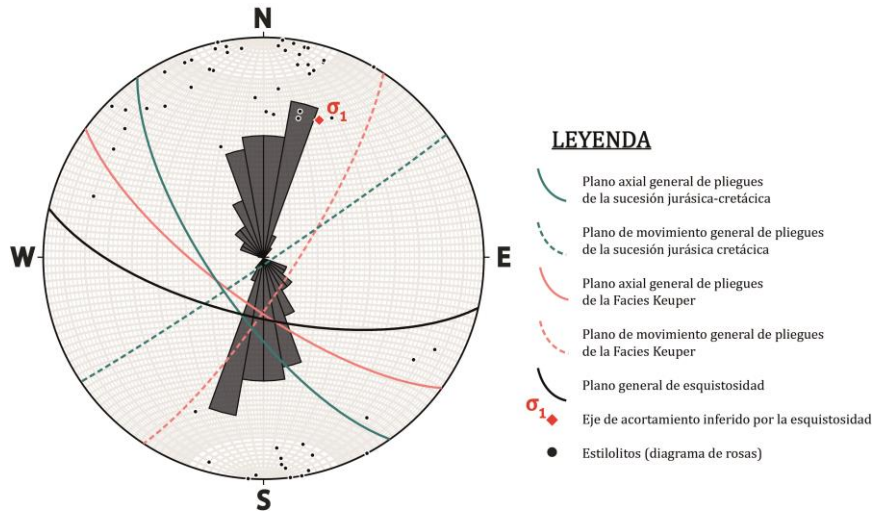 N
σ1
W
E
S
LEYENDA
Plano axial general de pliegues
de la sucesión jurásica-cretácica
Plano de movimiento general de pliegues
de la sucesión jurásica cretácica
Plano axial general de pliegues
de la Facies Keuper
Plano de movimiento general de pliegues
de la Facies Keuper
Plano general de esquistosidad
σ1 Eje de acortamiento inferido por la esquistosidad
Estilolitos (diagrama de rosas)